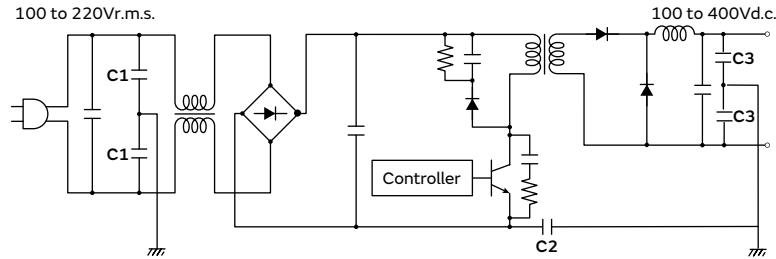 100 to 220Vr.m.s.
100 to 400Vd.c.
C1
C3
C3
C1
Controller
C2